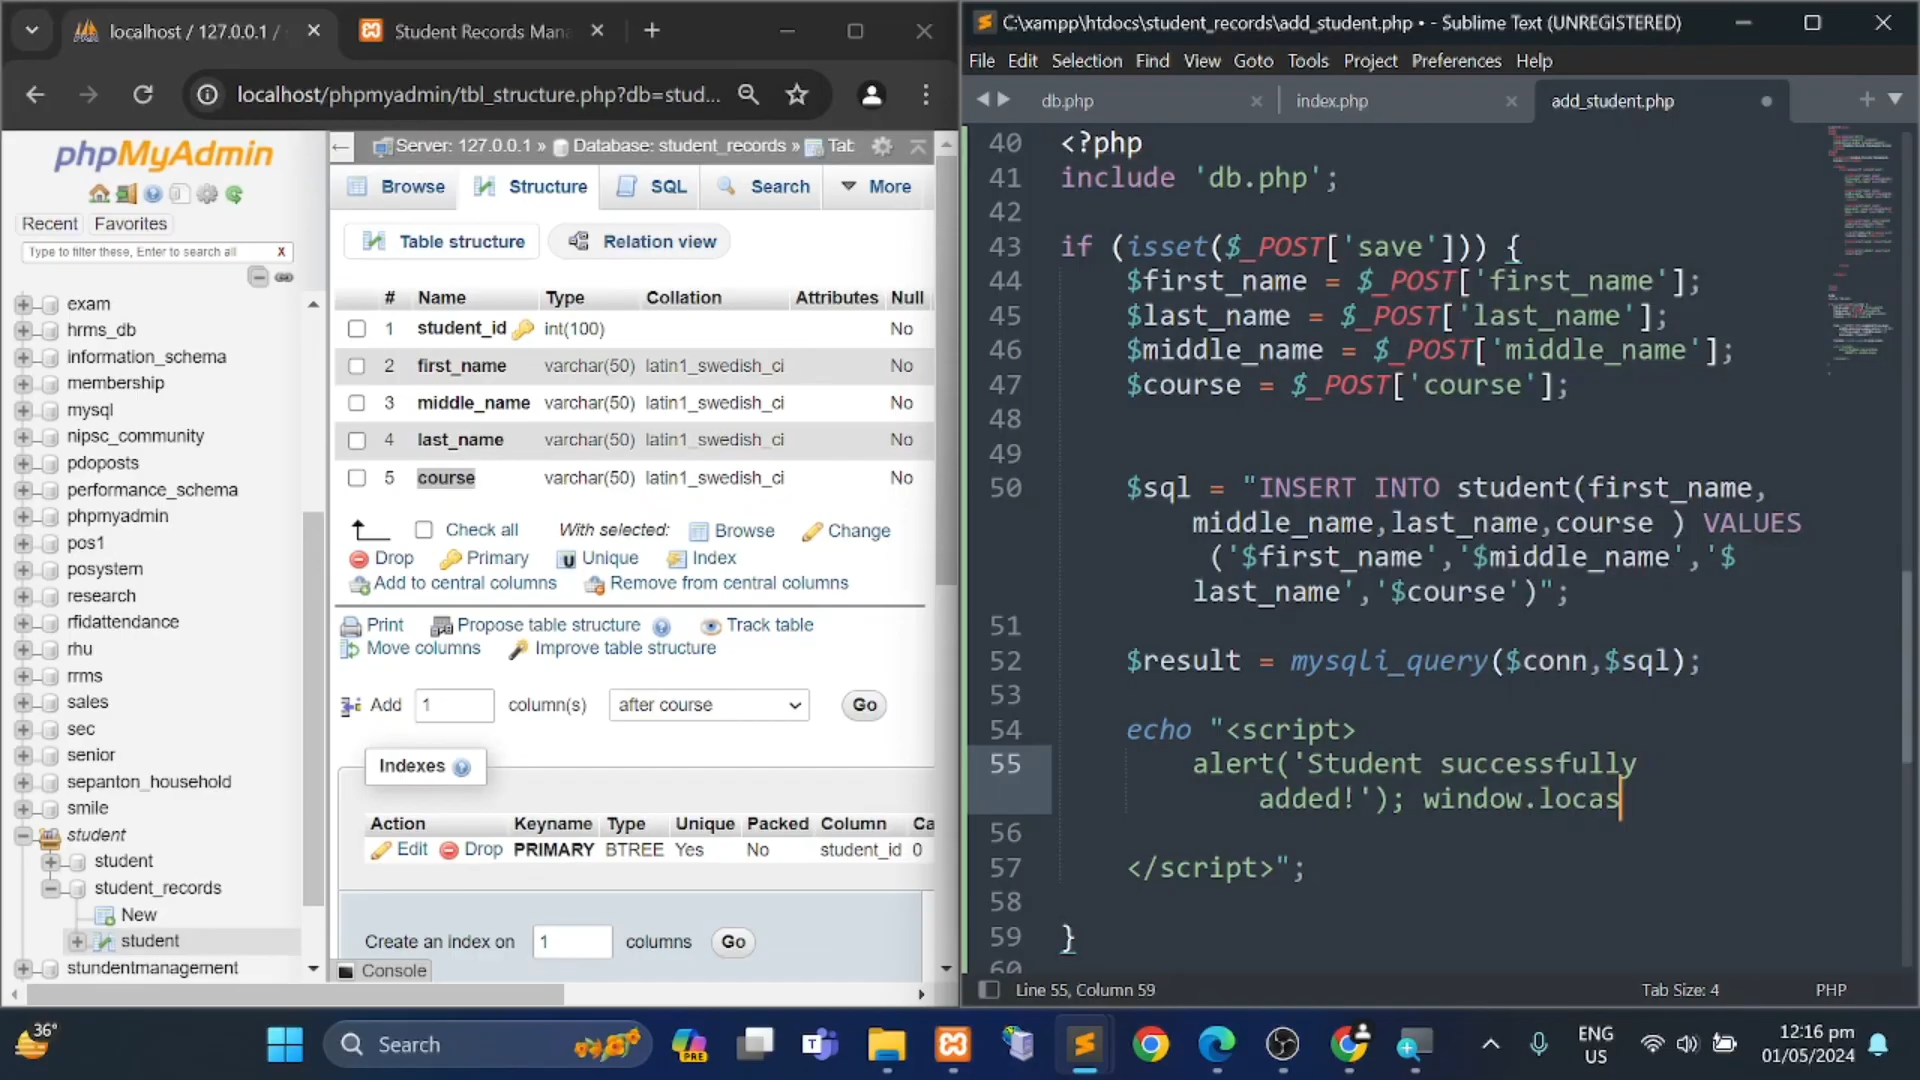 localhost / 127.0.0.1 /
Student Records Mana
localhost/phpmyadmin/tbl_structure.php?db=stud...
phpMyAdmin
Recent
Favorites
Type to filter these, Enter to search all
X
exam
hrms_db
information_schema
membership
mysql
nipsc_community
pdoposts
performance_schema
phpmyadmin
pos1
posystem
research
rfidattendance
rhu
rrms
sales
sec
senior
sepanton_household
smile
student
student
student_records
New
student
stundentmanagement
Server: 127.0.0.1 » Database: student_records » Tab
Browse
Structure
SQL
Search
More
Table structure
Relation view
# Name Type Collation Attributes Null
1 student_id int(100) No
2 first_name varchar(50) latin1_swedish_ci No
3 middle_name varchar(50) latin1_swedish_ci No
4 last_name varchar(50) latin1_swedish_ci No
5 course varchar(50) latin1_swedish_ci No
Check all With selected: Browse Change
Drop Primary Unique Index
Add to central columns Remove from central columns
Print Propose table structure Track table
Move columns Improve table structure
Add 1 column(s) after course Go
Indexes
Action Keyname Type Unique Packed Column Ca
Edit Drop PRIMARY BTREE Yes No student_id 0
Create an index on 1 columns Go
Console
C:\xampp\htdocs\student_records\add_student.php • - Sublime Text (UNREGISTERED)
File Edit Selection Find View Goto Tools Project Preferences Help
db.php
index.php
add_student.php
40 <?php
41 include 'db.php';
42
43 if (isset($_POST['save'])) {
44 $first_name = $_POST['first_name'];
45 $last_name = $_POST['last_name'];
46 $middle_name = $_POST['middle_name'];
47 $course = $_POST['course'];
48
49
50 $sql = "INSERT INTO student(first_name,
middle_name,last_name,course ) VALUES
('$first_name','$middle_name','$
last_name','$course')";
51
52 $result = mysqli_query($conn,$sql);
53
54 echo "<script>
55 alert('Student successfully
added!'); window.locas
56
57 </script>";
58
59 }
60
Line 55, Column 59
Tab Size: 4
PHP
36°
Search
PRE
ENG
US
12:16 pm
01/05/2024